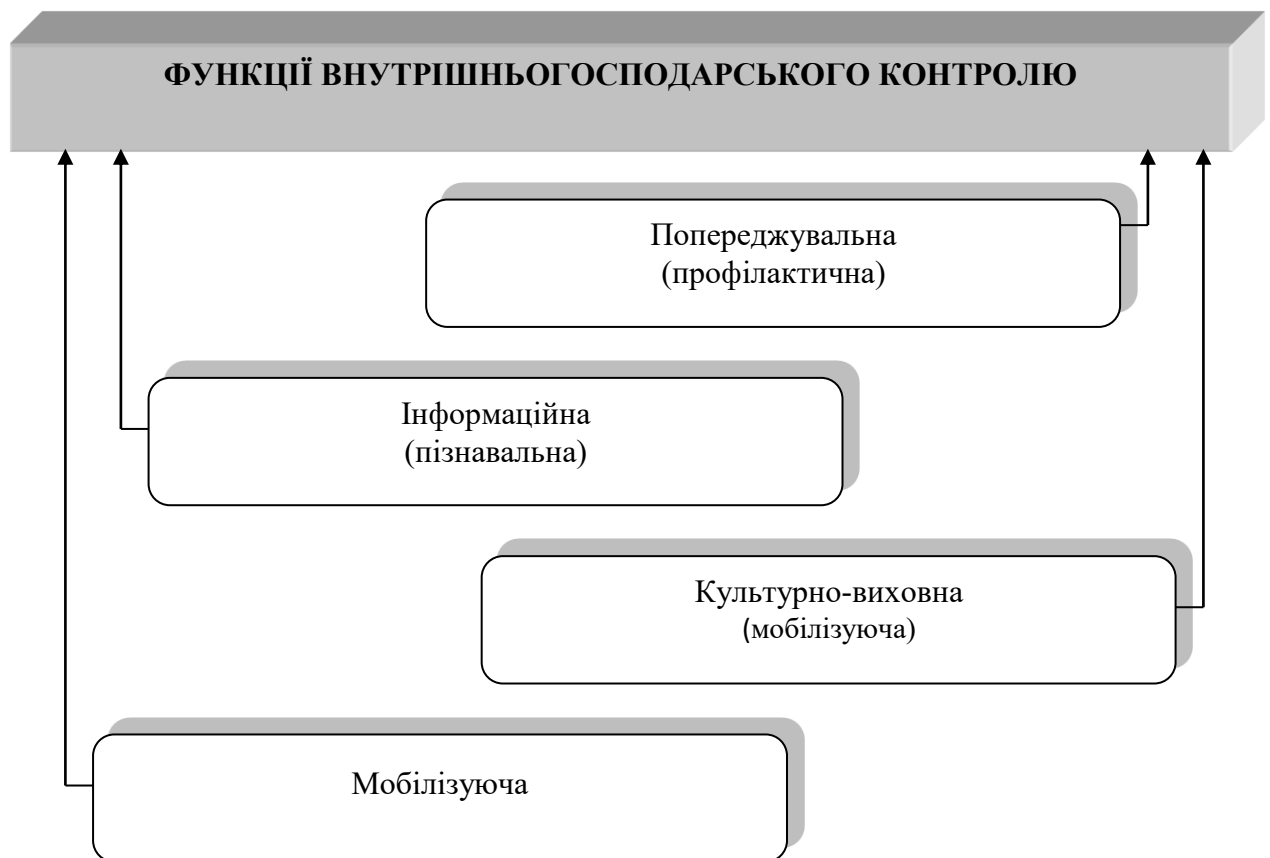 ФУНКЦІЇ ВНУТРІШНЬОГОСПОДАРСЬКОГО КОНТРОЛЮ
Попереджувальна
(профілактична)
Інформаційна
(пізнавальна)
Культурно-виховна
(мобілізуюча)
Мобілізуюча